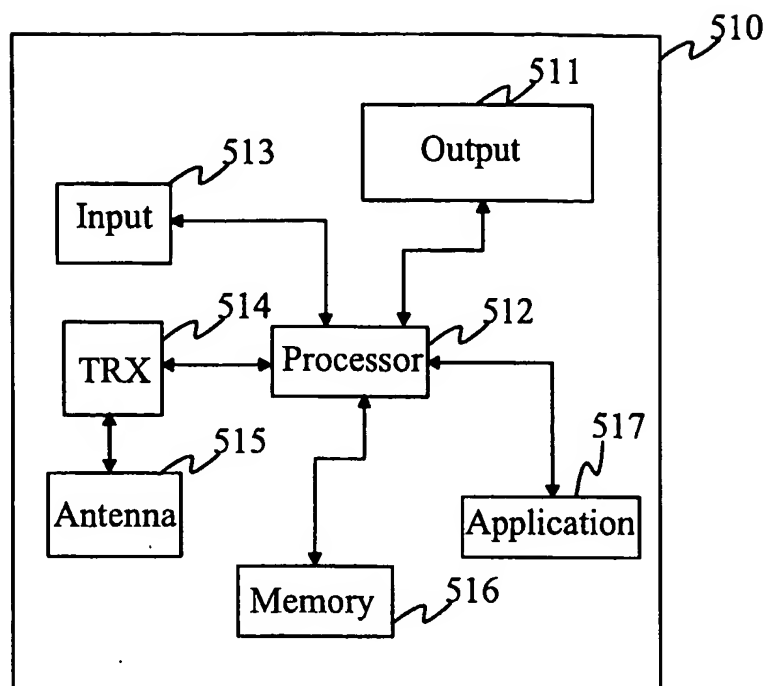 510
511
Output
513
Input
514
TRX
512
Processor
515
Antenna
517
Application
Memory
516